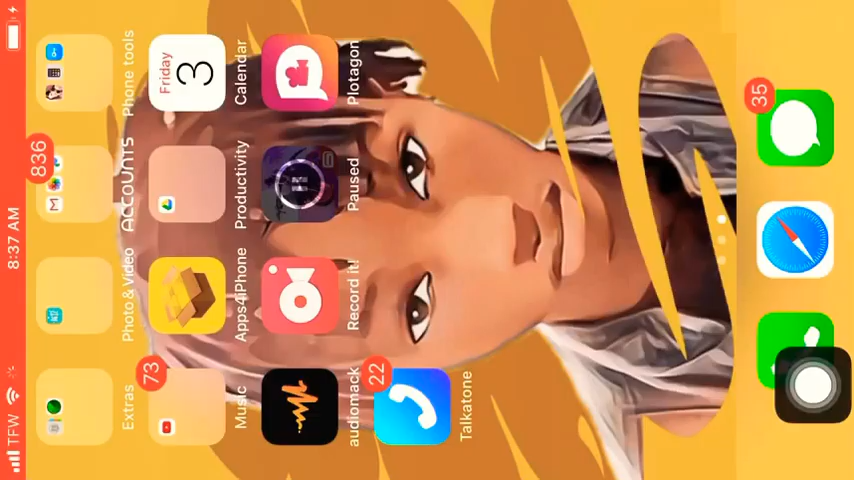 TFW 8:37 AM
Extras
Photo & Video
836
ACCOUNTS
Phone tools
73
Music
Apps4iPhone
Productivity
Friday
3
Calendar
audiomack
Record it!
Paused
Plotagon
22
Talkatone
35